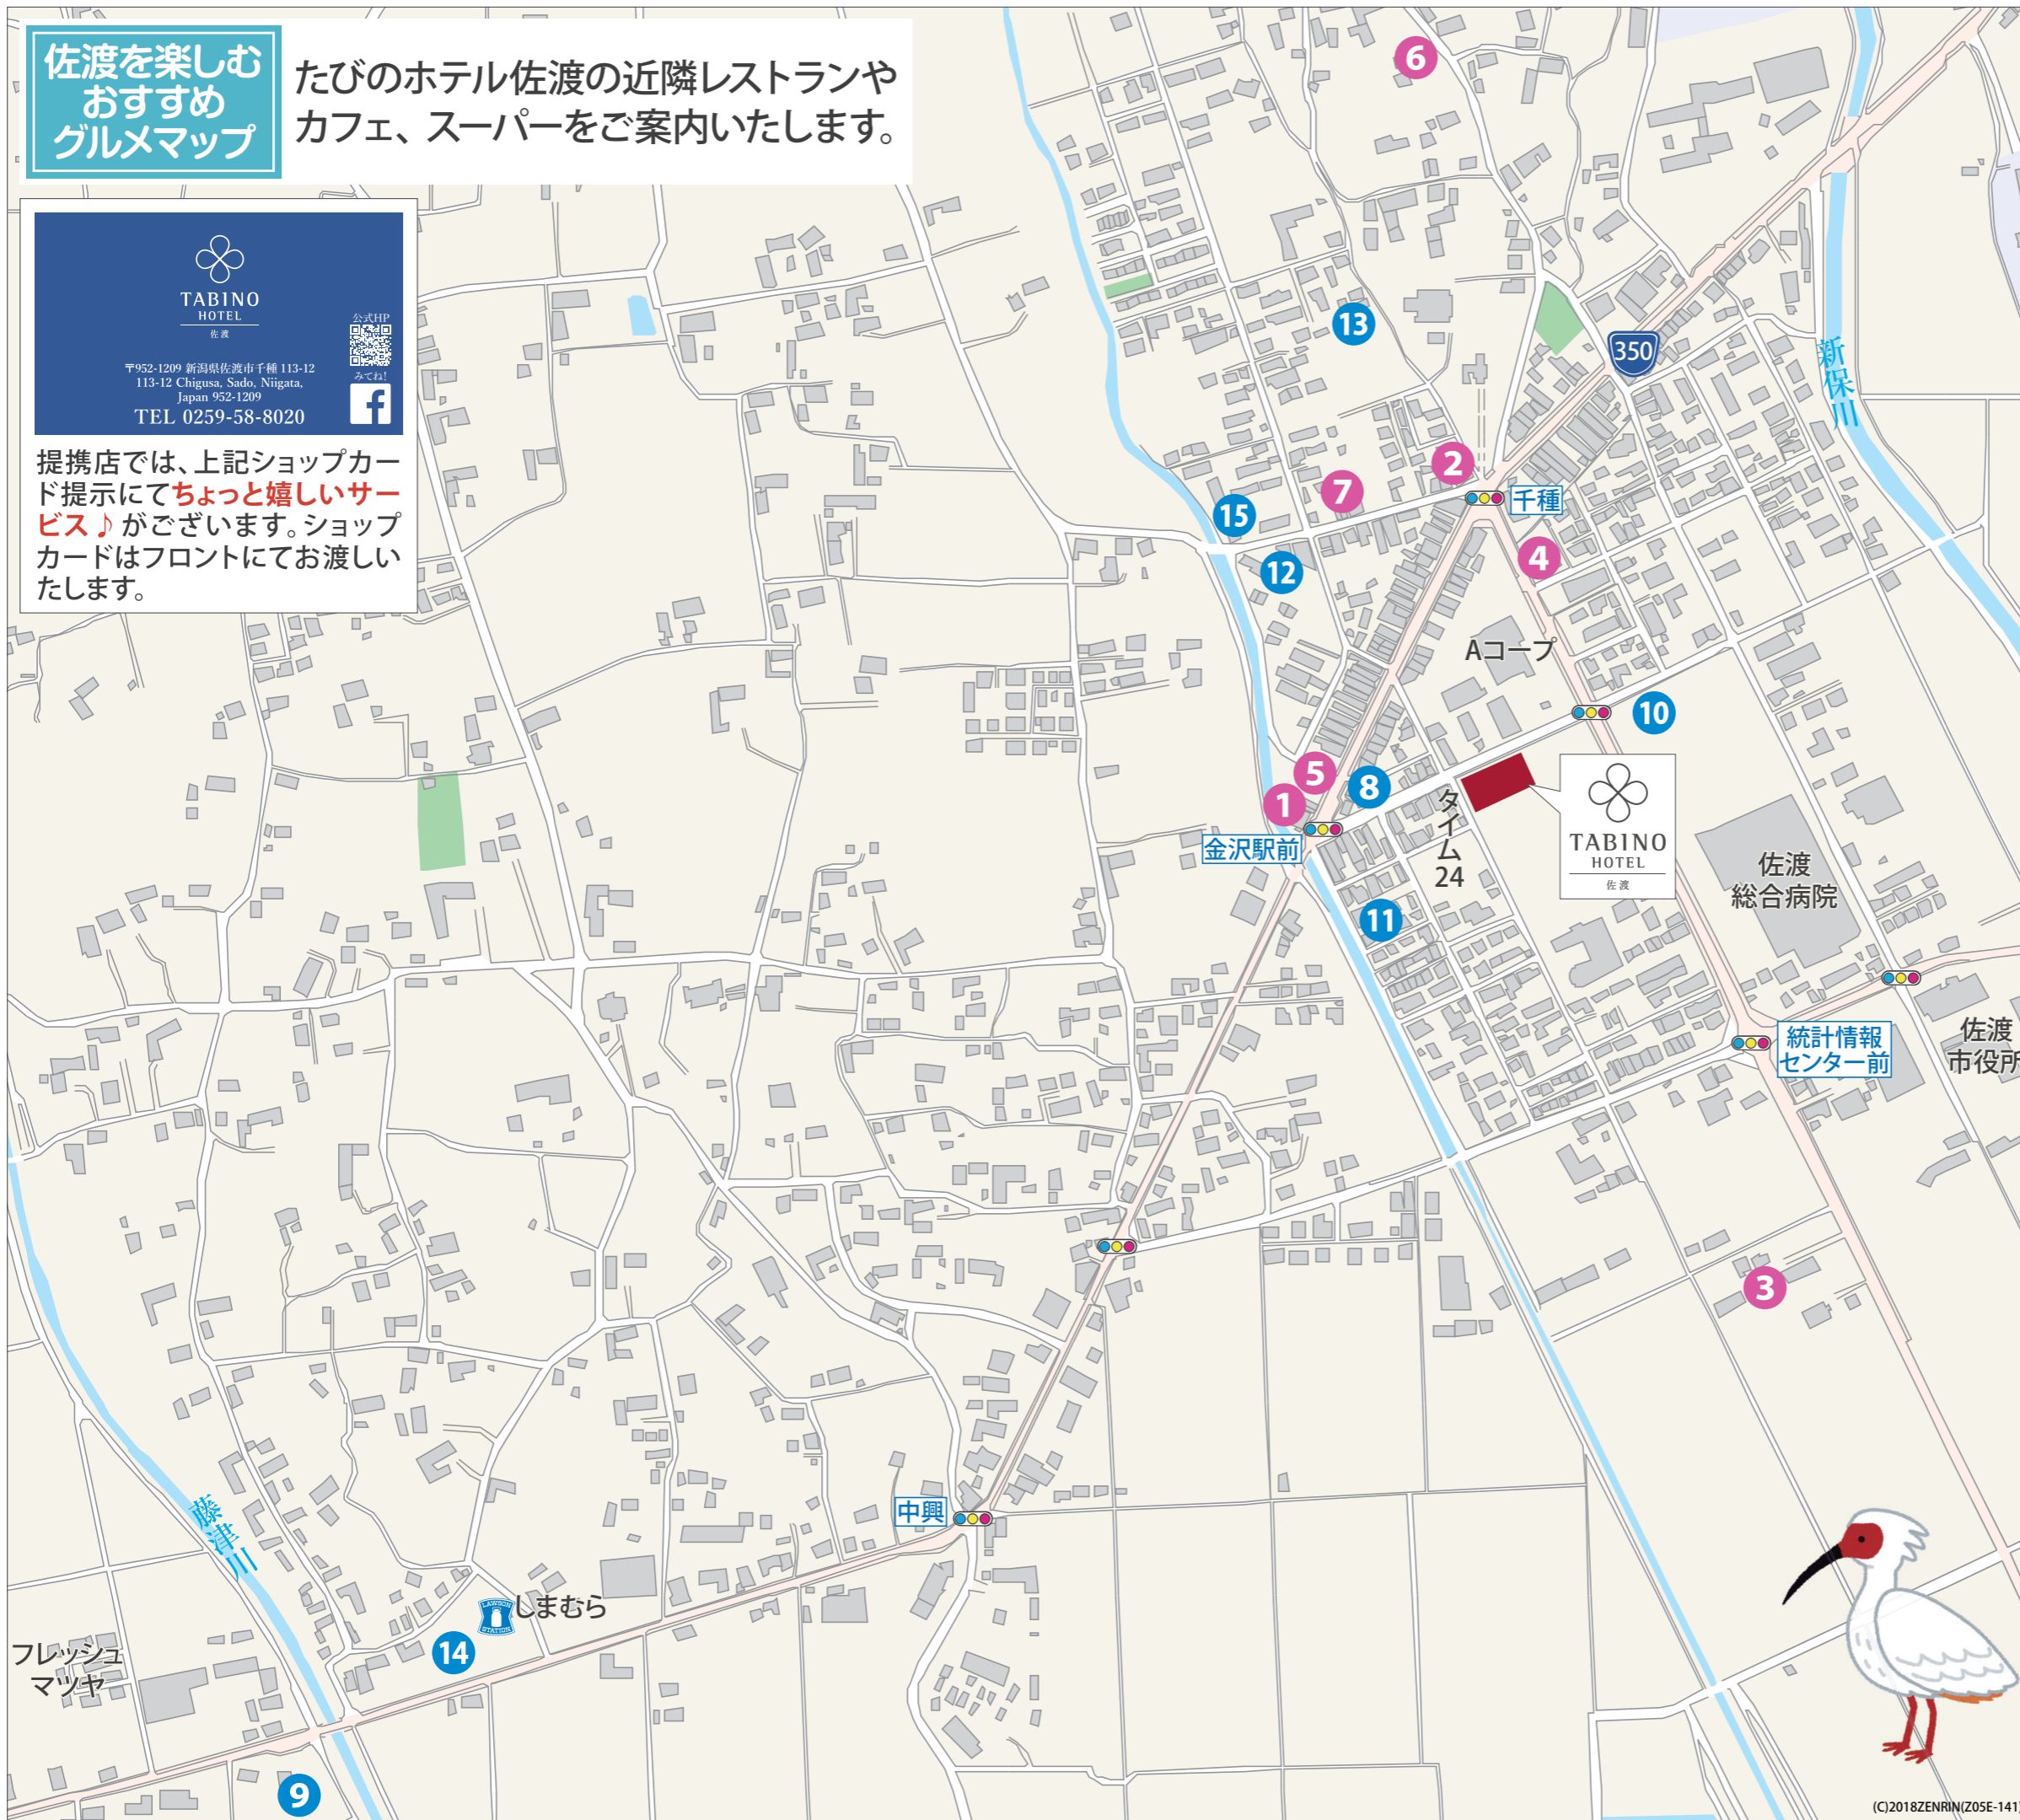 佐渡を楽しむ
おすすめ
グルメマップ
たびのホテル佐渡の近隣レストランや
カフェ、スーパーをご案内いたします。
TABINO
HOTEL
佐渡
公式HP
みてね!
〒952-1209 新潟県佐渡市千種 113-12
113-12 Chigusa, Sado, Niigata,
Japan 952-1209
TEL 0259-58-8020
提携店では、上記ショップカー
ド提示にてちょっと嬉しいサー
ビス♪がございます。ショップ
カードはフロントにてお渡しい
たします。
6
13
350
新保川
2
7
千種
15
12
4
Aコープ
10
5
8
1
金沢駅前
タイム24
TABINO
HOTEL
佐渡
佐渡
総合病院
11
統計情報
センター前
佐渡
市役所
3
中興
藤津川
LAWSON
STATION
しまむら
14
フレッシュ
マツヤ
9
(C)2018ZENRIN(Z05E-141)